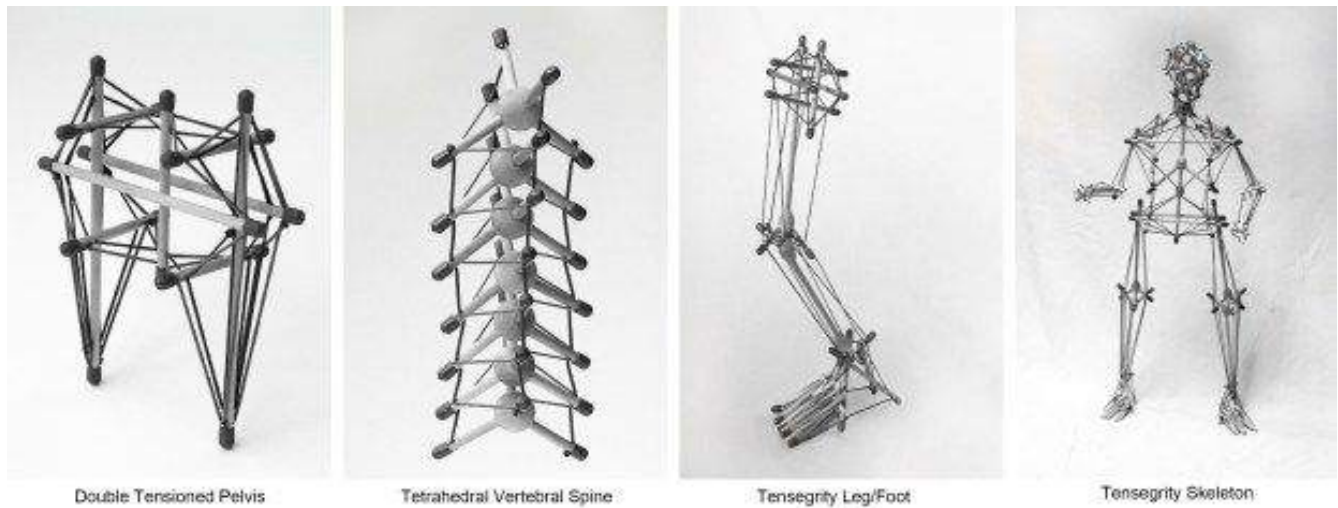 Double Tensioned Pelvis
Tetrahedral Vertebral Spine
Tensegrity Leg/Foot
Tensegrity Skeleton